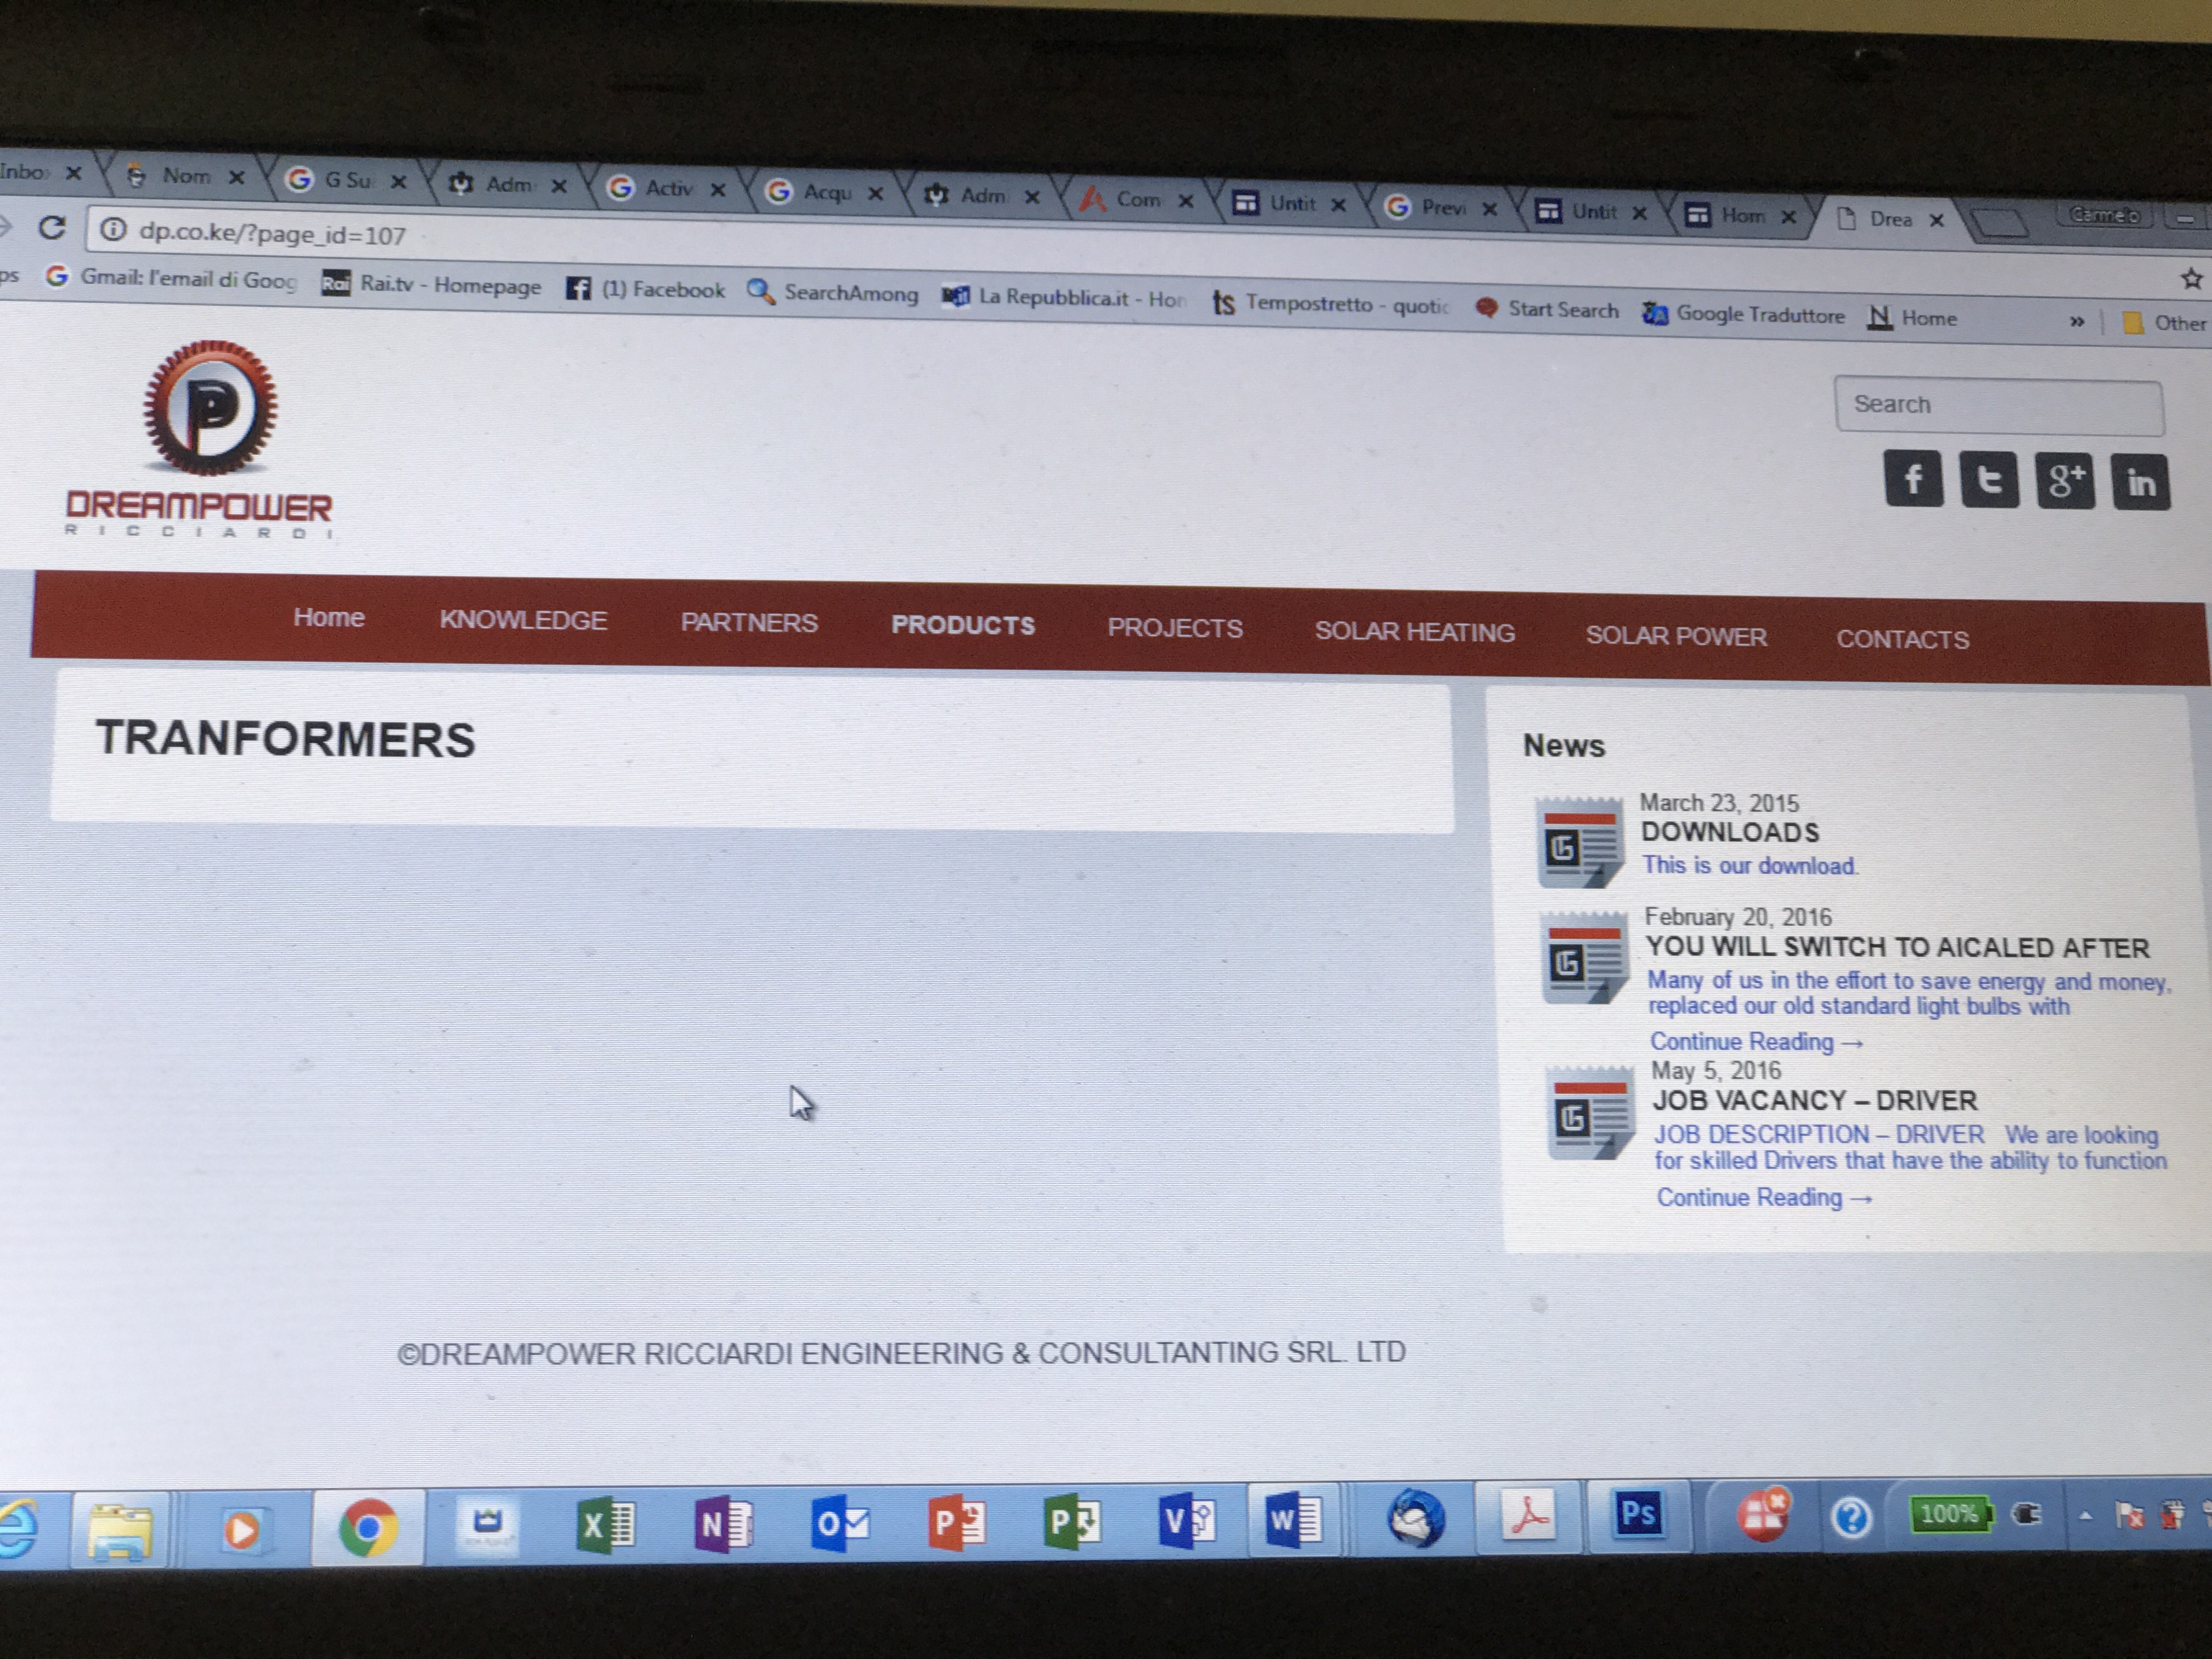 Inbo
Nom
G Su
Adm
Activ
Acqu
Adm
Com
Untit
Previ
Untit
Hom
Drea
Carmelo
dp.co.ke/?page_id=107
ps
Gmail: l'email di Goog
Rai
Rai.tv - Homepage
(1) Facebook
SearchAmong
La Repubblica.it - Hon
ts
Tempostretto - quotic
Start Search
Google Traduttore
N
Home
»
Other
P
DREAMPOWER
RICCIARDI
Search
f t g+ in
Home KNOWLEDGE PARTNERS PRODUCTS PROJECTS SOLAR HEATING SOLAR POWER CONTACTS
TRANFORMERS
News
March 23, 2015
DOWNLOADS
This is our download.
February 20, 2016
YOU WILL SWITCH TO AICALED AFTER
Many of us in the effort to save energy and money,
replaced our old standard light bulbs with
Continue Reading →
May 5, 2016
JOB VACANCY – DRIVER
JOB DESCRIPTION – DRIVER We are looking
for skilled Drivers that have the ability to function
Continue Reading →
©DREAMPOWER RICCIARDI ENGINEERING & CONSULTANTING SRL. LTD
X N O P P V W Ps ? 100%